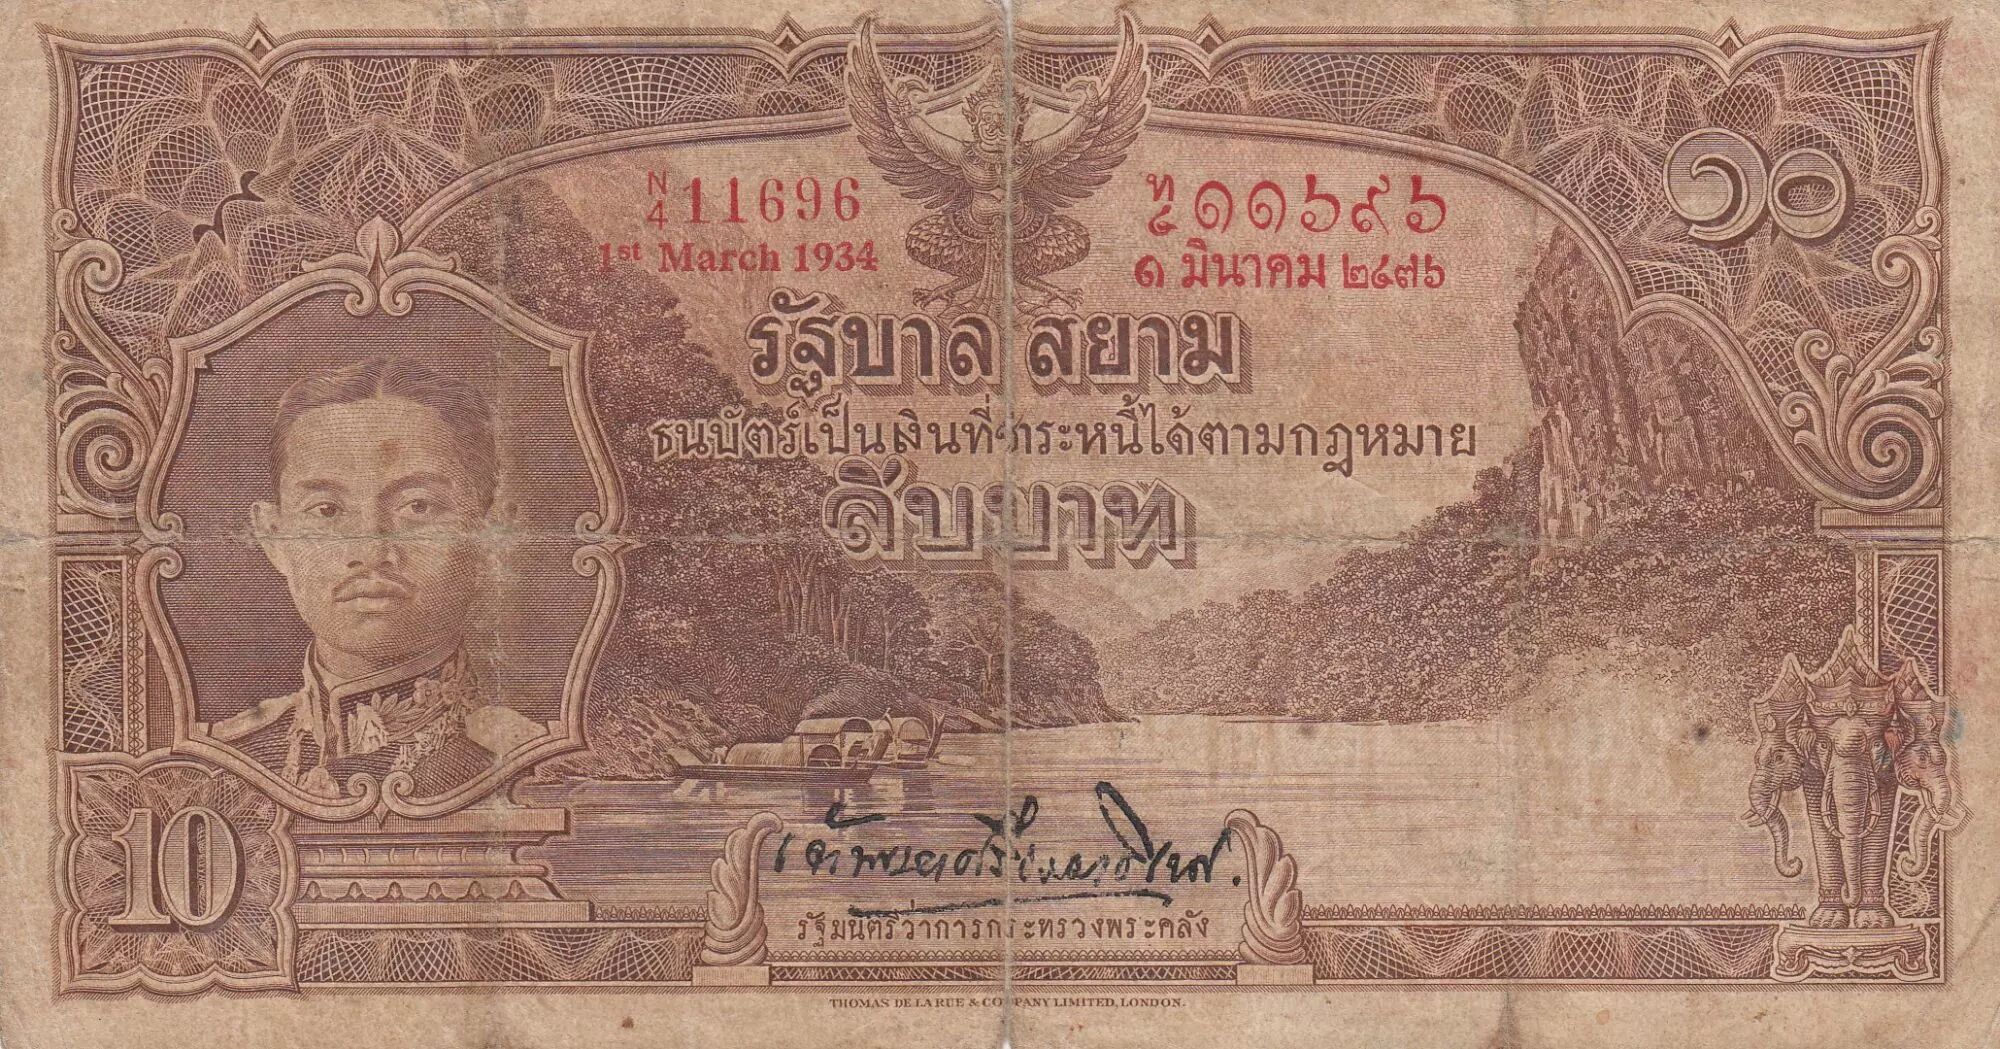 N/4 11696
ท/๔ ๑๑๖๙๖
๑๐
1st March 1934
๑ มีนาคม ๒๔๗๖
รัฐบาลสยาม
ธนบัตร์เป็นเงินที่ชำระหนี้ได้ตามกฎหมาย
สิบบาท
10
รัฐมนตรีว่าการกระทรวงพระคลัง
THOMAS DE LA RUE & COMPANY LIMITED, LONDON.